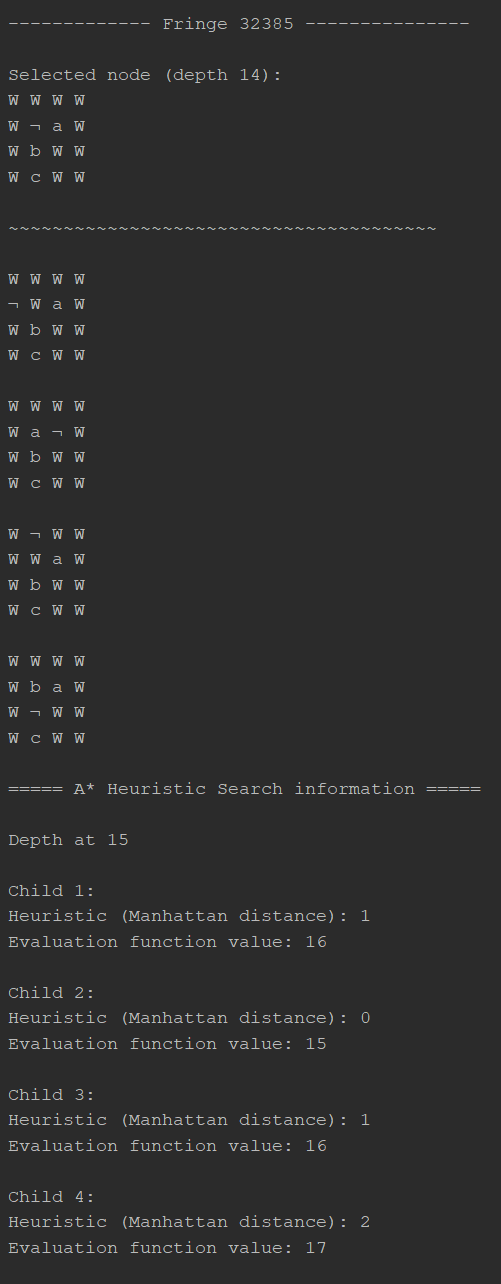 ------------- Fringe 32385 ---------------
Selected node (depth 14):
W W W W
W ¬ a W
W b W W
W c W W
~~~~~~~~~~~~~~~~~~~~~~~~~~~~~~~~~~~~~~~
W W W W
¬ W a W
W b W W
W c W W
W W W W
W a ¬ W
W b W W
W c W W
W ¬ W W
W W a W
W b W W
W c W W
W W W W
W b a W
W ¬ W W
W c W W
===== A* Heuristic Search information =====
Depth at 15
Child 1:
Heuristic (Manhattan distance): 1
Evaluation function value: 16
Child 2:
Heuristic (Manhattan distance): 0
Evaluation function value: 15
Child 3:
Heuristic (Manhattan distance): 1
Evaluation function value: 16
Child 4:
Heuristic (Manhattan distance): 2
Evaluation function value: 17